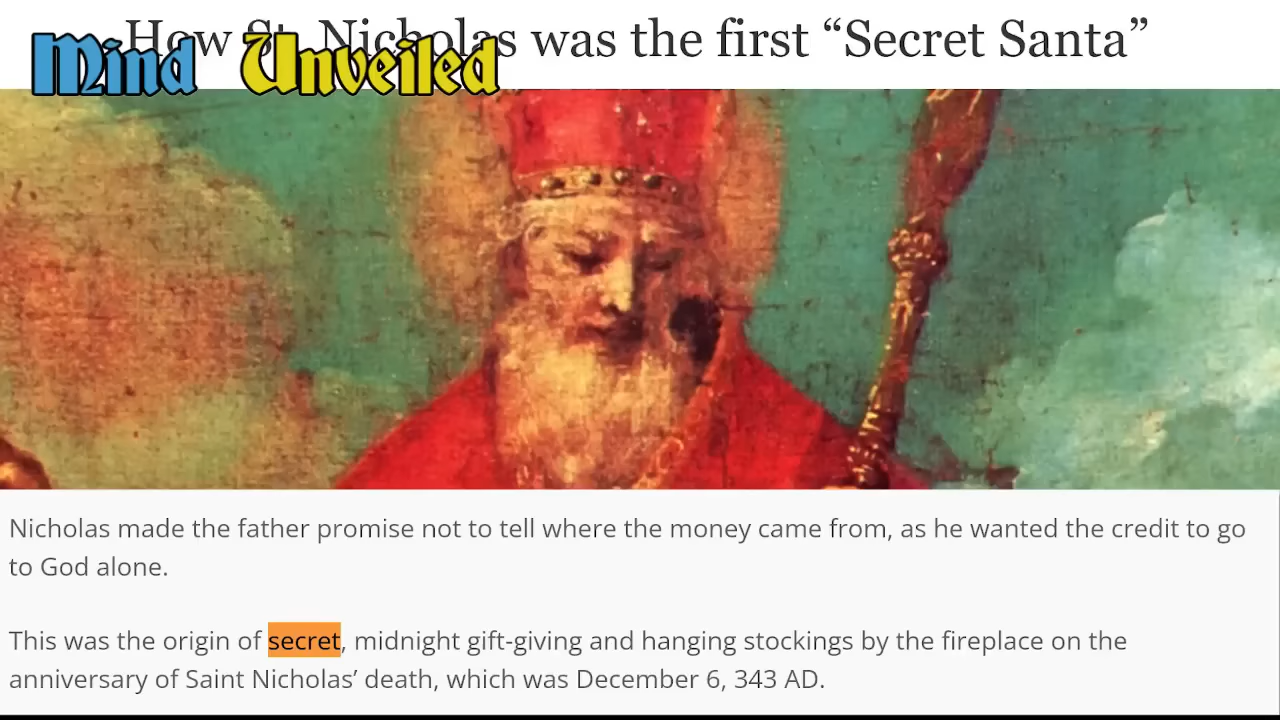 How St. Nicholas was the first “Secret Santa”
Mind Unveiled
Nicholas made the father promise not to tell where the money came from, as he wanted the credit to go
to God alone.
This was the origin of secret, midnight gift-giving and hanging stockings by the fireplace on the
anniversary of Saint Nicholas’ death, which was December 6, 343 AD.